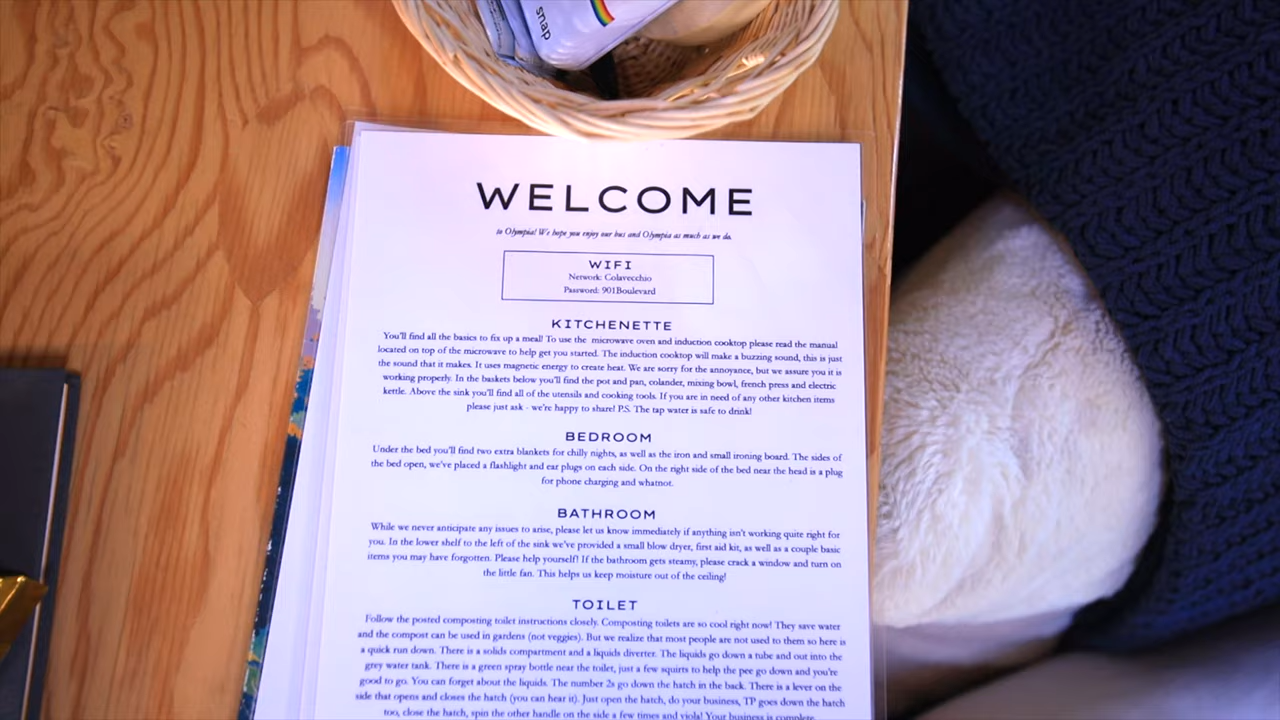 snap
WELCOME
to Olympia! We hope you enjoy our bus and Olympia as much as we do.
WIFI
Network: Colavecchio
Password: 901Boulevard
KITCHENETTE
You'll find all the basics to fix up a meal! To use the microwave oven and induction cooktop please read the manual
located on top of the microwave to help get you started. The induction cooktop will make a buzzing sound, this is just
the sound that it makes. It uses magnetic energy to create heat. We are sorry for the annoyance, but we assure you it is
working properly. In the baskets below you'll find the pot and pan, colander, mixing bowl, french press and electric
kettle. Above the sink you'll find all of the utensils and cooking tools. If you are in need of any other kitchen items
please just ask - we're happy to share! P.S. The tap water is safe to drink!
BEDROOM
Under the bed you'll find two extra blankets for chilly nights, as well as the iron and small ironing board. The sides of
the bed open, we've placed a flashlight and ear plugs on each side. On the right side of the bed near the head is a plug
for phone charging and whatnot.
BATHROOM
While we never anticipate any issues to arise, please let us know immediately if anything isn't working quite right for
you. In the lower shelf to the left of the sink we've provided a small blow dryer, first aid kit, as well as a couple basic
items you may have forgotten. Please help yourself! If the bathroom gets steamy, please crack a window and turn on
the little fan. This helps us keep moisture out of the ceiling!
TOILET
Follow the posted composting toilet instructions closely. Composting toilets are so cool right now! They save water
and the compost can be used in gardens (not veggies). But we realize that most people are not used to them so here is
a quick run down. There is a solids compartment and a liquids diverter. The liquids go down a tube and out into the
grey water tank. There is a green spray bottle near the toilet, just a few squirts to help the pee go down and you're
good to go. You can forget about the liquids. The number 2s go down the hatch in the back. There is a lever on the
side that opens and closes the hatch (you can hear it). Just open the hatch, do your business, TP goes down the hatch
too, close the hatch, spin the other handle on the side a few times and viola! Your business is complete.